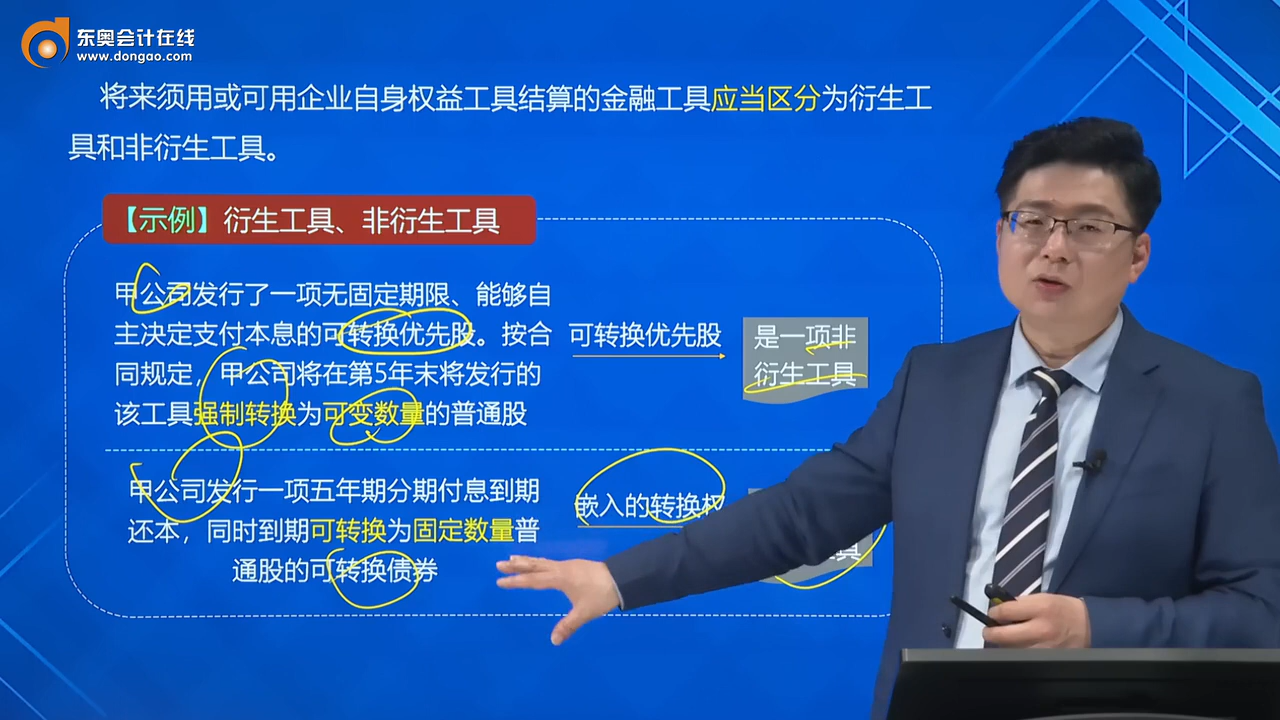 东奥会计在线
www.dongao.com
将来须用或可用企业自身权益工具结算的金融工具应当区分为衍生工
具和非衍生工具。
【示例】衍生工具、非衍生工具
甲公司发行了一项无固定期限、能够自
主决定支付本息的可转换优先股。按合
同规定，甲公司将在第5年末将发行的
该工具强制转换为可变数量的普通股
可转换优先股
是一项非
衍生工具
甲公司发行一项五年期分期付息到期
还本，同时到期可转换为固定数量普
通股的可转换债券
嵌入的转换权
具